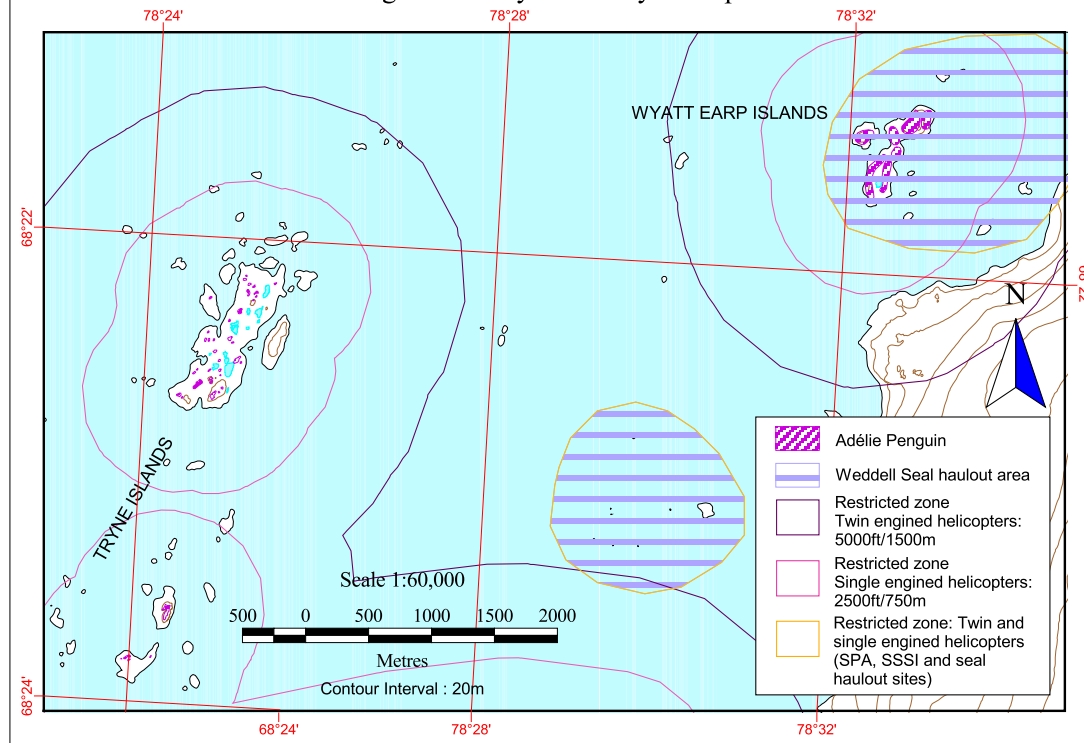 78°24'
78°28'
78°32'
WYATT EARP ISLANDS
68°22'
N
TRYNE ISLANDS
Adélie Penguin
Weddell Seal haulout area
Restricted zone
Twin engined helicopters:
5000ft/1500m
Restricted zone
Single engined helicopters:
2500ft/750m
Restricted zone: Twin and
single engined helicopters
(SPA, SSSI and seal
haulout sites)
Scale 1:60,000
500 0 500 1000 1500 2000
Metres
Contour Interval : 20m
68°24'
68°24'
78°28'
78°32'